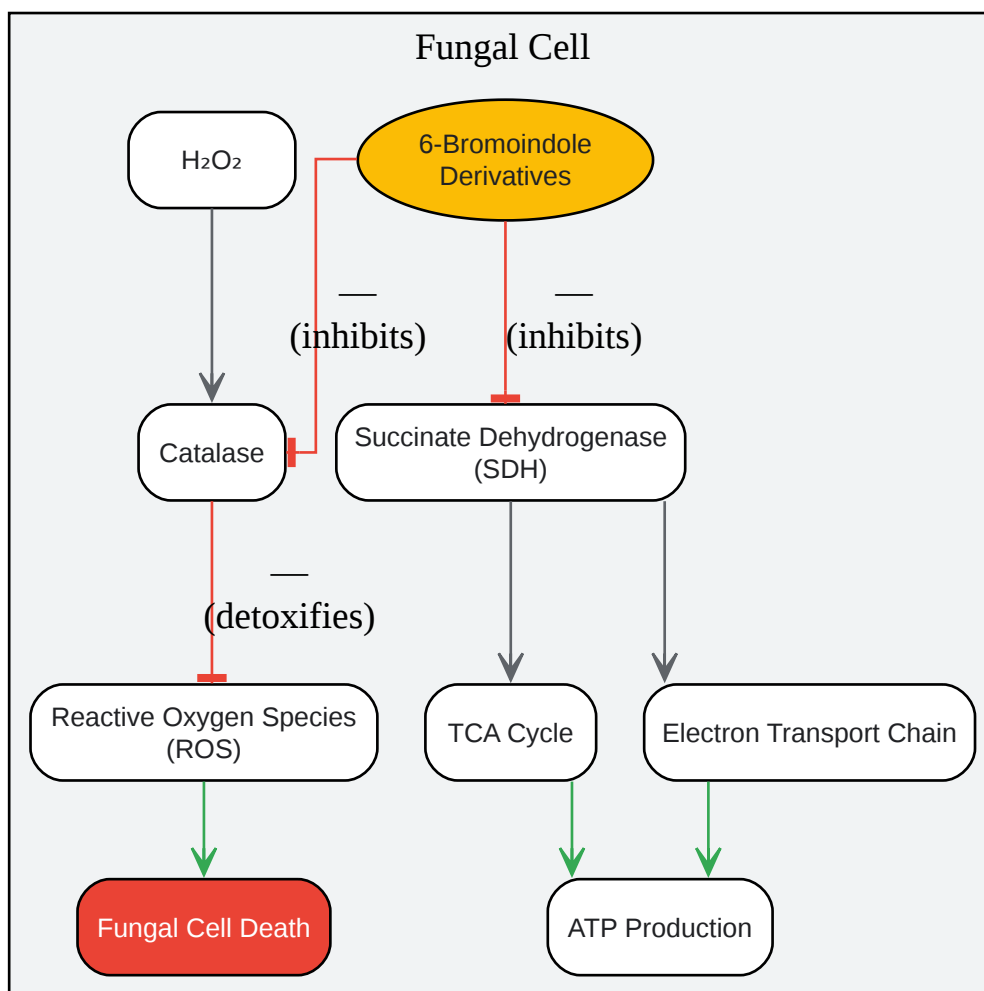 Fungal Cell
H₂O₂
6-Bromoindole
Derivatives
—
(inhibits)
—
(inhibits)
Catalase
Succinate Dehydrogenase
(SDH)
—
(detoxifies)
Reactive Oxygen Species
(ROS)
TCA Cycle
Electron Transport Chain
Fungal Cell Death
ATP Production